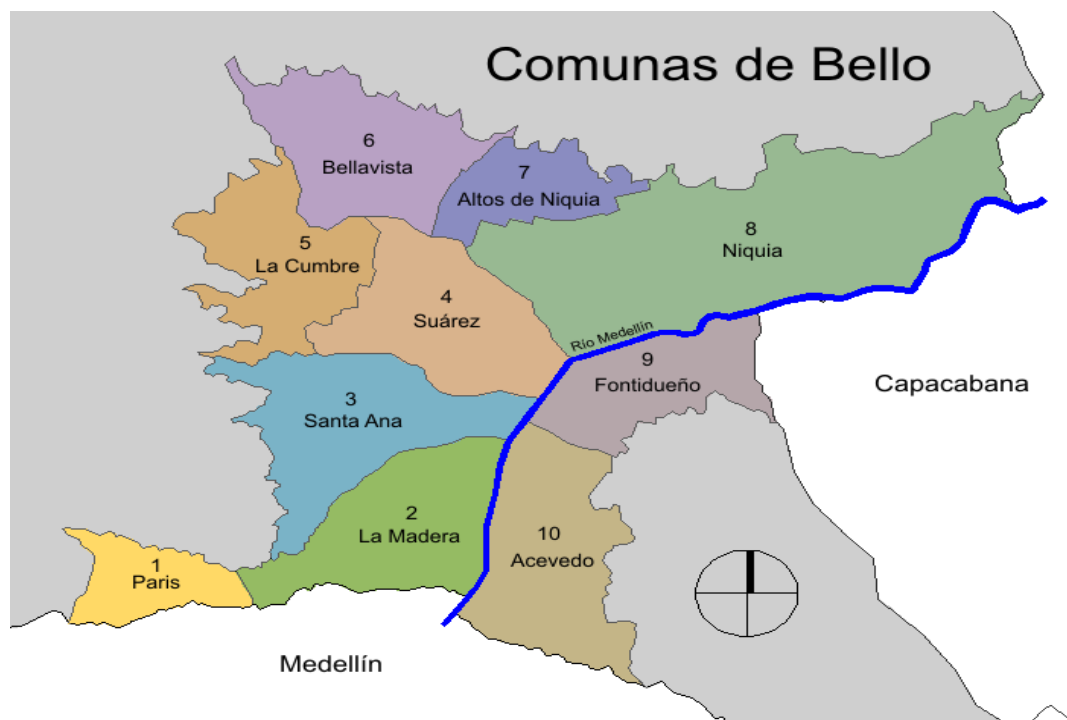 Comunas de Bello
6
Bellavista
7
Altos de Niquia
8
Niquia
5
La Cumbre
4
Suárez
Río Medellín
9
Fontidueño
Capacabana
3
Santa Ana
2
La Madera
10
Acevedo
1
Paris
Medellín